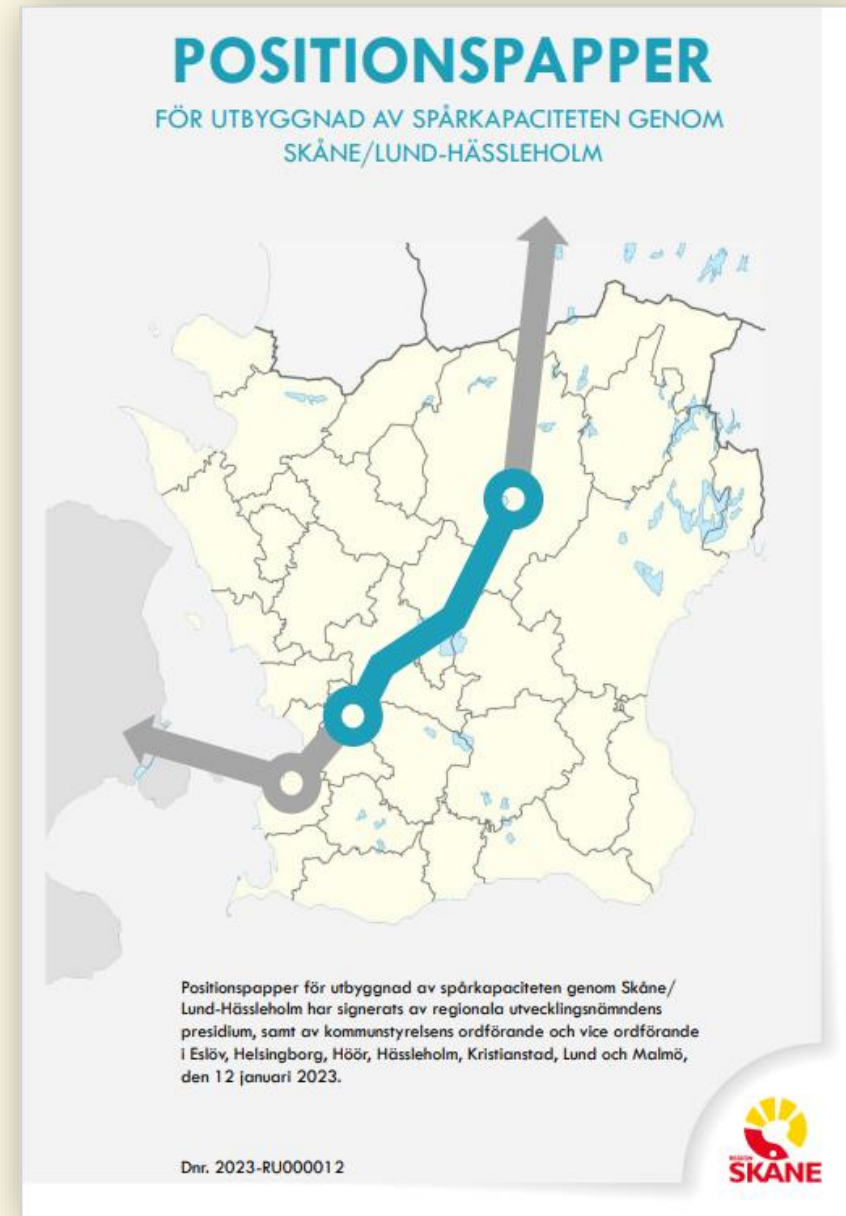 POSITIONSPAPPER
FÖR UTBYGGNAD AV SPÅRKAPACITETEN GENOM
SKÅNE/LUND-HÄSSLEHOLM
Positionspapper för utbyggnad av spårkapaciteten genom Skåne/
Lund-Hässleholm har signerats av regionala utvecklingsnämndens
presidium, samt av kommunstyrelsens ordförande och vice ordförande
i Eslöv, Helsingborg, Höör, Hässleholm, Kristianstad, Lund och Malmö,
den 12 januari 2023.
Dnr. 2023-RU000012
REGION
SKÅNE